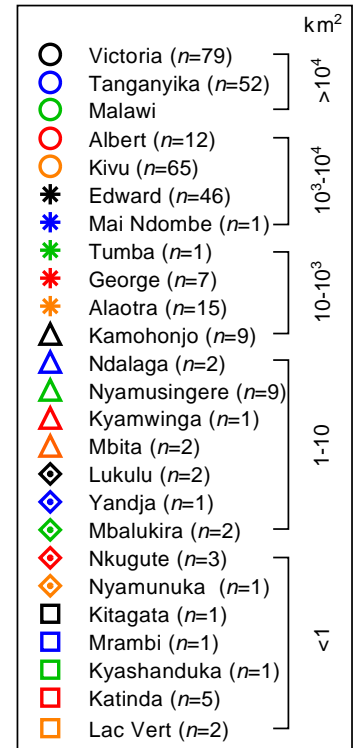 km²
Victoria (n=79)
Tanganyika (n=52)
Malawi
>10⁴
Albert (n=12)
Kivu (n=65)
Edward (n=46)
Mai Ndombe (n=1)
10³-10⁴
Tumba (n=1)
George (n=7)
Alaotra (n=15)
Kamohonjo (n=9)
10-10³
Ndalaga (n=2)
Nyamusingere (n=9)
Kyamwinga (n=1)
Mbita (n=2)
Lukulu (n=2)
Yandja (n=1)
Mbalukira (n=2)
1-10
Nkugute (n=3)
Nyamunuka (n=1)
Kitagata (n=1)
Mrambi (n=1)
Kyashanduka (n=1)
Katinda (n=5)
Lac Vert (n=2)
<1